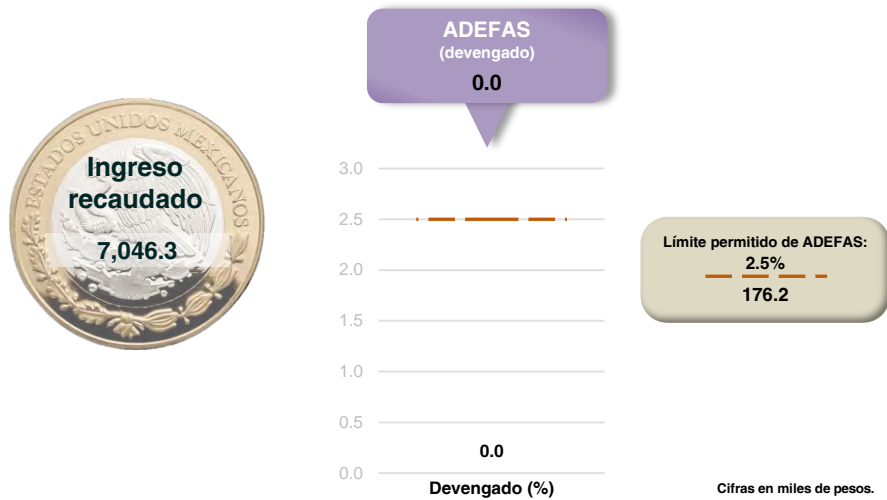 ADEFAS
(devengado)
0.0
ESTADOS UNIDOS MEXICANOS
Ingreso
recaudado
7,046.3
3.0
2.5
2.0
1.5
1.0
0.5
0.0
0.0
Devengado (%)
Límite permitido de ADEFAS:
2.5%
176.2
Cifras en miles de pesos.